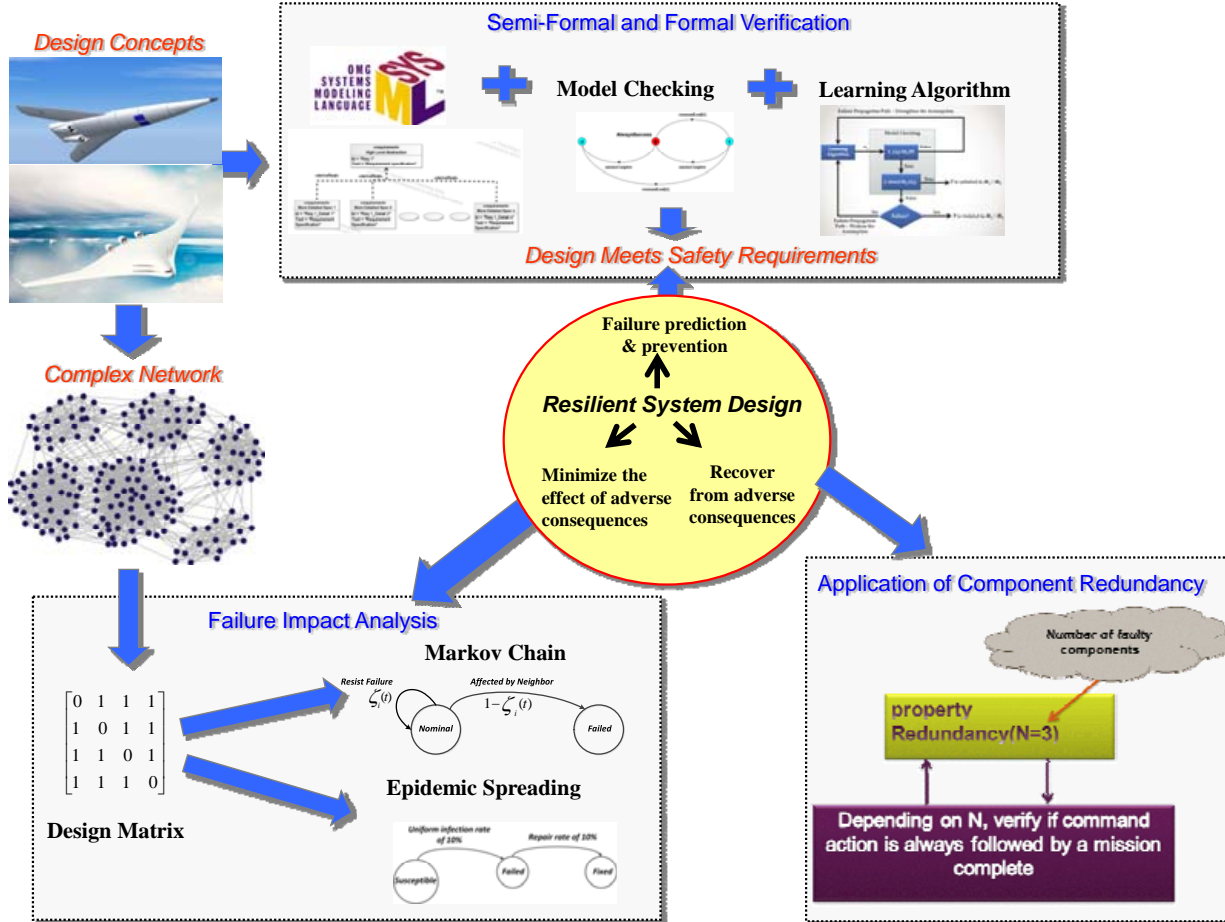 Semi-Formal and Formal Verification
Design Concepts
OMG
SYSTEMS
MODELING
LANGUAGE
SYS
ML
TM
Model Checking
Learning Algorithm
Design Meets Safety Requirements
Failure prediction
& prevention
Resilient System Design
Minimize the
effect of adverse
consequences
Recover
from adverse
consequences
Complex Network
Failure Impact Analysis
Markov Chain
Resist Failure
ζi(t)
Affected by Neighbor
1−ζi(t)
Nominal
Failed
0 1 1 1
1 0 1 1
1 1 0 1
1 1 1 0
Design Matrix
Epidemic Spreading
Uniform infection rate
of 10%
Repair rate of 10%
Susceptible
Failed
Fixed
Application of Component Redundancy
Number of faulty
components
property
Redundancy(N=3)
Depending on N, verify if command
action is always followed by a mission
complete